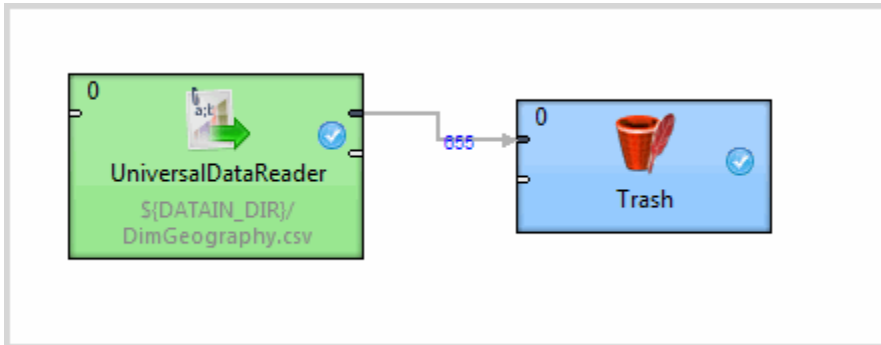 0
a;b
UniversalDataReader
${DATAIN_DIR}/
DimGeography.csv
655
0
Trash